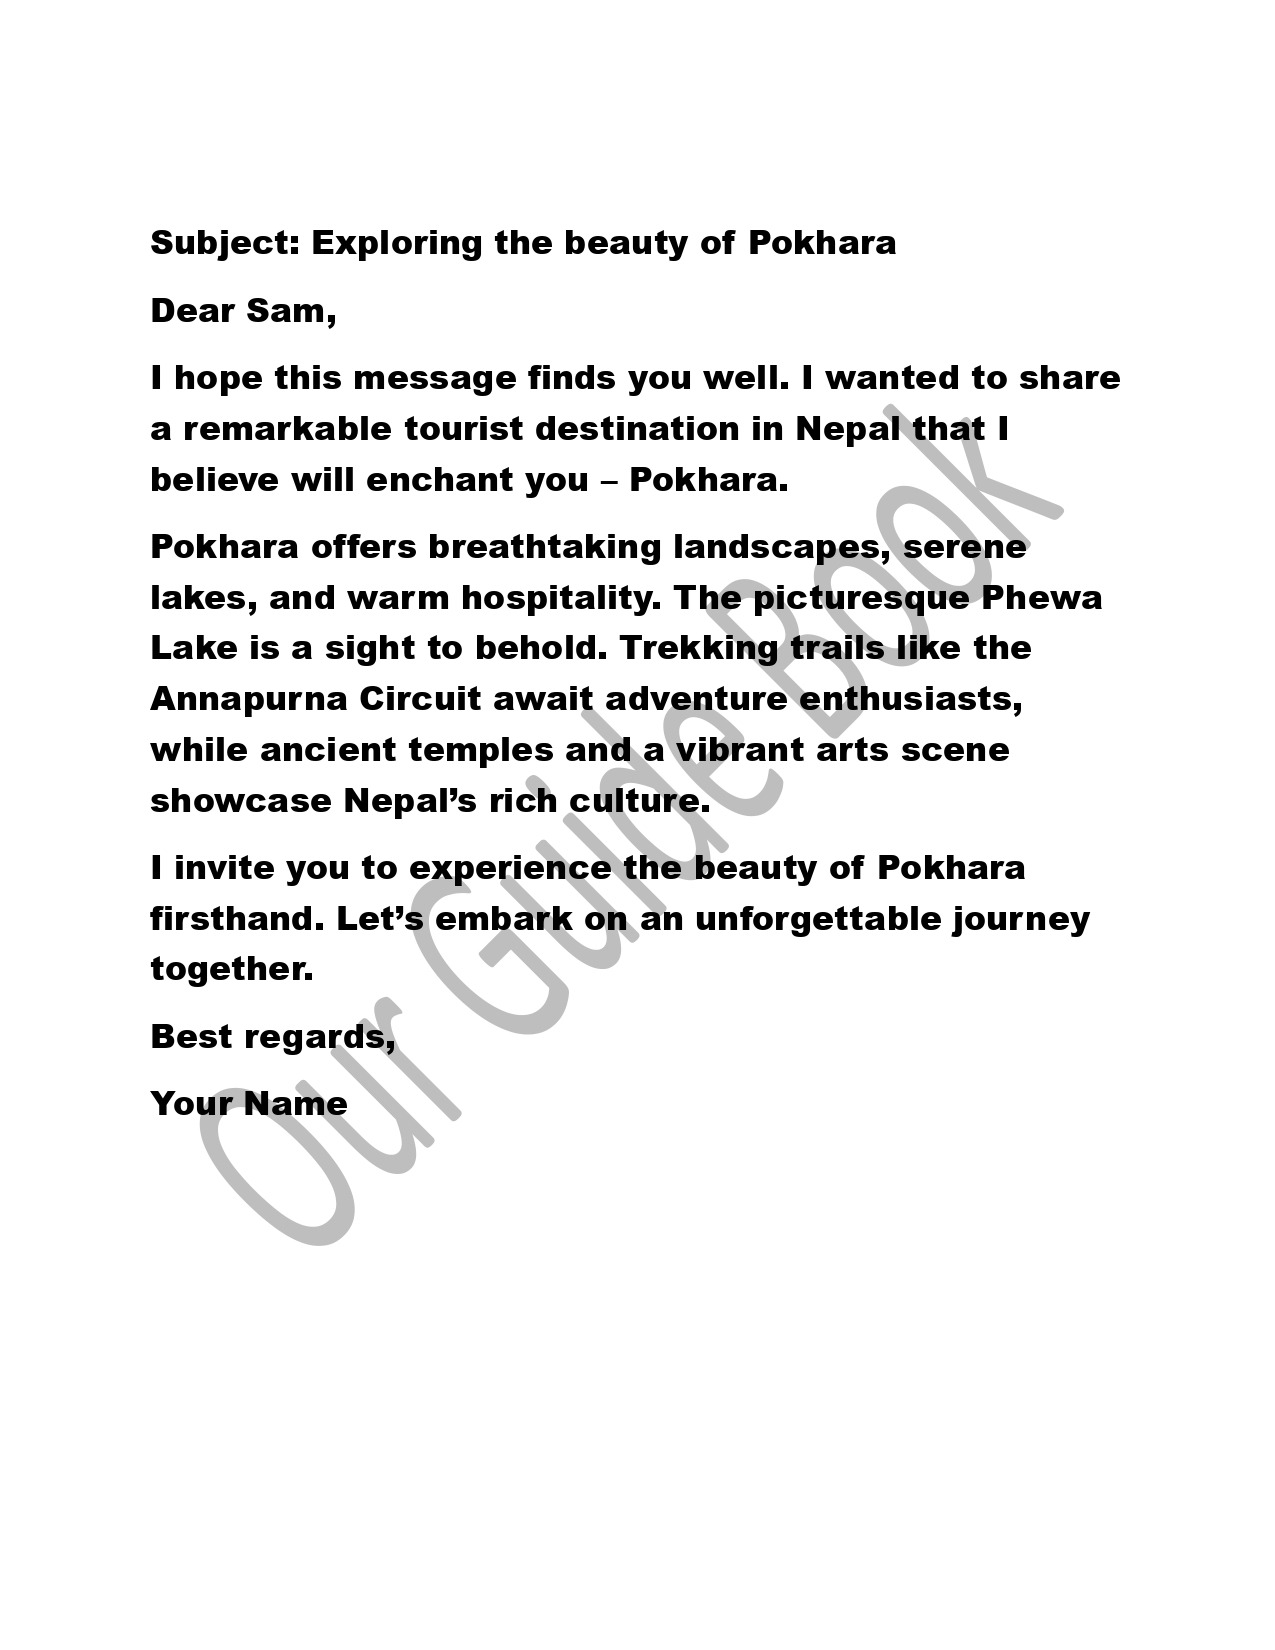 Subject: Exploring the beauty of Pokhara
Dear Sam,
I hope this message finds you well. I wanted to share
a remarkable tourist destination in Nepal that I
believe will enchant you – Pokhara.
Pokhara offers breathtaking landscapes, serene
lakes, and warm hospitality. The picturesque Phewa
Lake is a sight to behold. Trekking trails like the
Annapurna Circuit await adventure enthusiasts,
while ancient temples and a vibrant arts scene
showcase Nepal’s rich culture.
I invite you to experience the beauty of Pokhara
firsthand. Let’s embark on an unforgettable journey
together.
Best regards,
Your Name
Our Guide Book